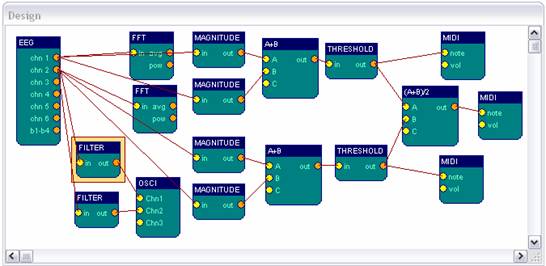 Design
EEG
chn 1
chn 2
chn 3
chn 4
chn 5
chn 6
b1-b4
FFT
in avg
pow
FFT
in avg
pow
FILTER
in out
FILTER
in out
OSCI
Chn1
Chn2
Chn3
MAGNITUDE
in out
MAGNITUDE
in out
MAGNITUDE
in out
MAGNITUDE
in out
A+B
A out
B
C
A+B
A out
B
C
THRESHOLD
in out
THRESHOLD
in out
(A+B)/2
A out
B
C
MIDI
note
vol
MIDI
note
vol
MIDI
note
vol